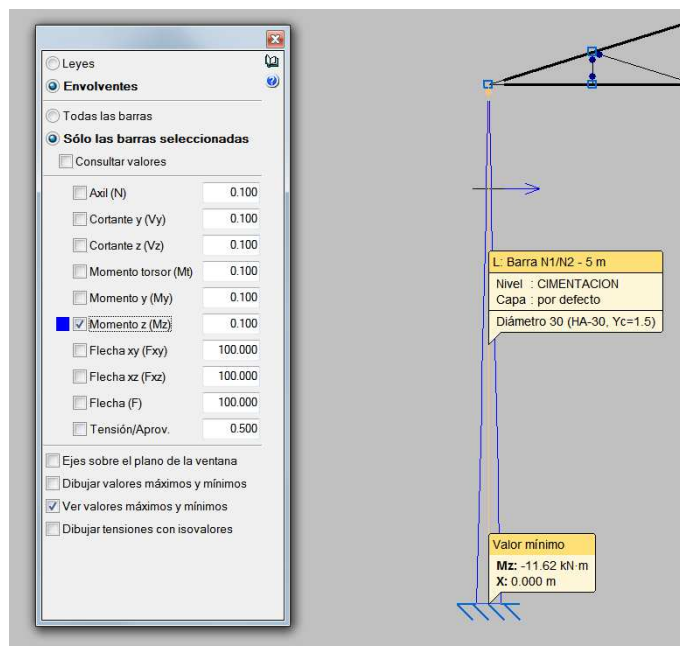 Leyes
Envolventes
Todas las barras
Sólo las barras seleccionadas
Consultar valores
Axil (N) 0.100
Cortante y (Vy) 0.100
Cortante z (Vz) 0.100
Momento torsor (Mt) 0.100
Momento y (My) 0.100
Momento z (Mz) 0.100
Flecha xy (Fxy) 100.000
Flecha xz (Fxz) 100.000
Flecha (F) 100.000
Tensión/Aprov. 0.500
Ejes sobre el plano de la ventana
Dibujar valores máximos y mínimos
Ver valores máximos y mínimos
Dibujar tensiones con isovalores
L: Barra N1/N2 - 5 m
Nivel : CIMENTACION
Capa : por defecto
Diámetro 30 (HA-30, Yc=1.5)
Valor mínimo
Mz: -11.62 kN·m
X: 0.000 m